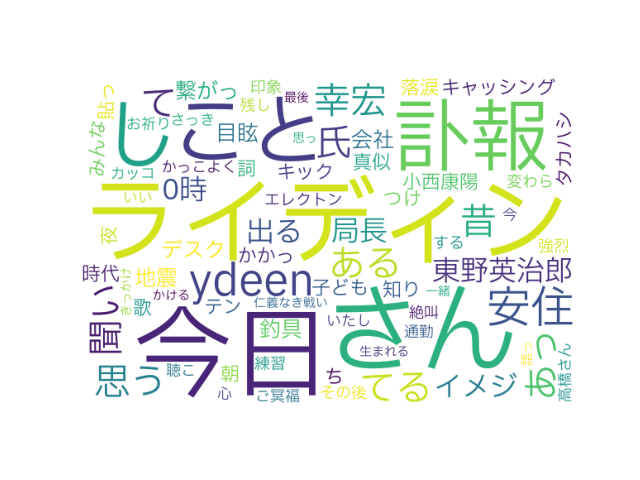 繋がっ
印象
残し
最後
落涙
キャッシング
貼っ
て
しこと
幸宏
訃報
タカハシ
みんな
お祈り
さっき
目眩
氏
会社
思っ
カッコ
かっこよく
詞
キック
真似
小西康陽
変わら
いい
0時
エレクトン
つけ
今
ライディン
夜
出る
局長
昔
する
強烈
デスク
かかっ
ある
東野英治郎
時代
地震
ydeen
子ども
知り
一緒
きっかけ
かける
歌
テン
仁義なき戦い
安住
聞い
今日
さん
釣具
いたし
絶叫
通勤
あっ
思う
聴こ
朝
練習
ち
生まれる
語っ
高橋さん
心
ご冥福
その後
てる
イメジ